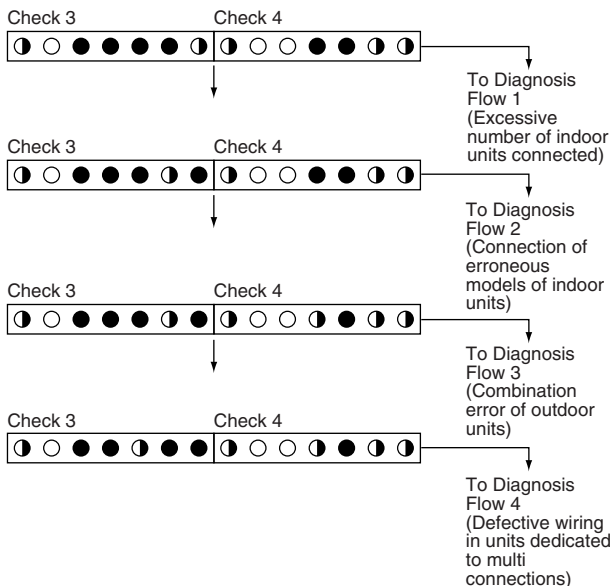 Check 3
Check 4
To Diagnosis
Flow 1
(Excessive
number of indoor
units connected)
Check 3
Check 4
To Diagnosis
Flow 2
(Connection of
erroneous
models of indoor
units)
Check 3
Check 4
To Diagnosis
Flow 3
(Combination
error of outdoor
units)
Check 3
Check 4
To Diagnosis
Flow 4
(Defective wiring
in units dedicated
to multi
connections)